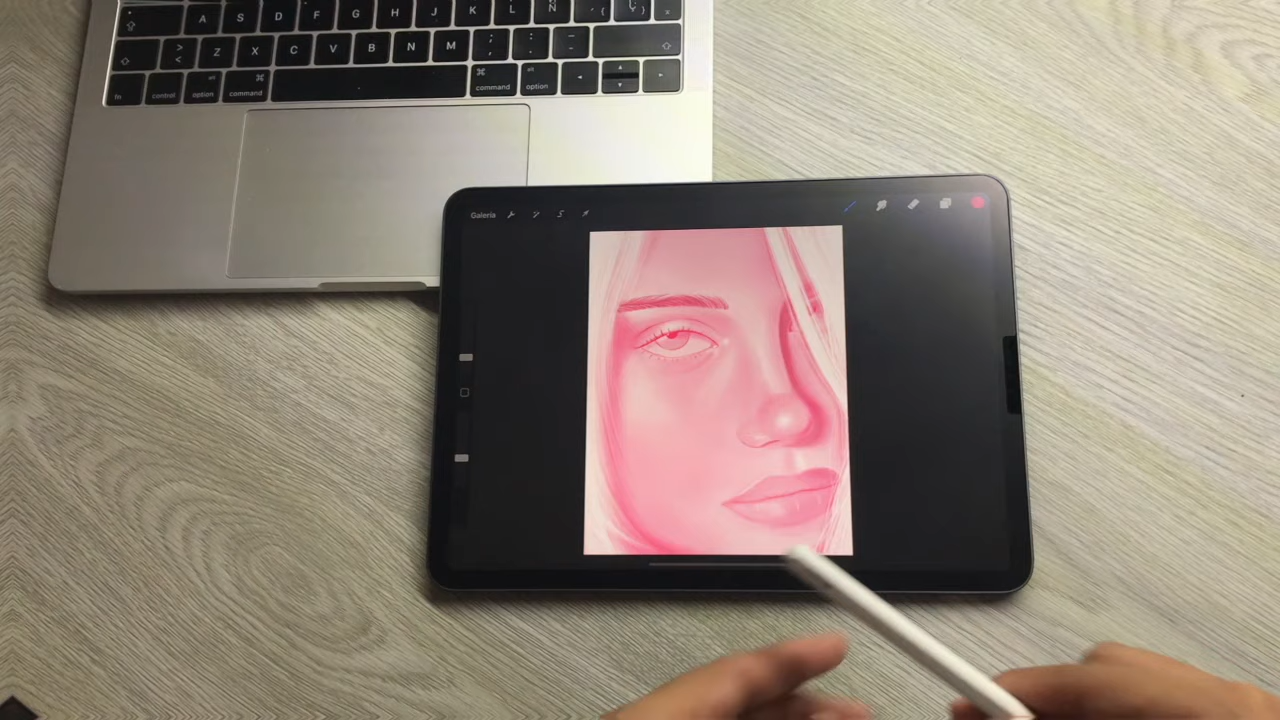 A S D F G H J K L Ñ
> < Z X C V B N M ; , : . - _
fn control option command command option
Galería